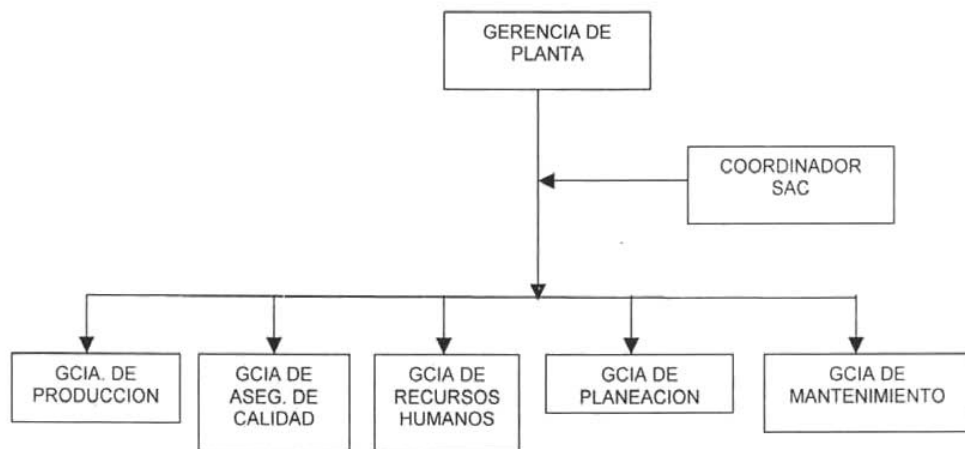 GERENCIA DE
PLANTA
COORDINADOR
SAC
GCIA. DE
PRODUCCION
GCIA DE
ASEG. DE
CALIDAD
GCIA DE
RECURSOS
HUMANOS
GCIA DE
PLANEACION
GCIA DE
MANTENIMIENTO